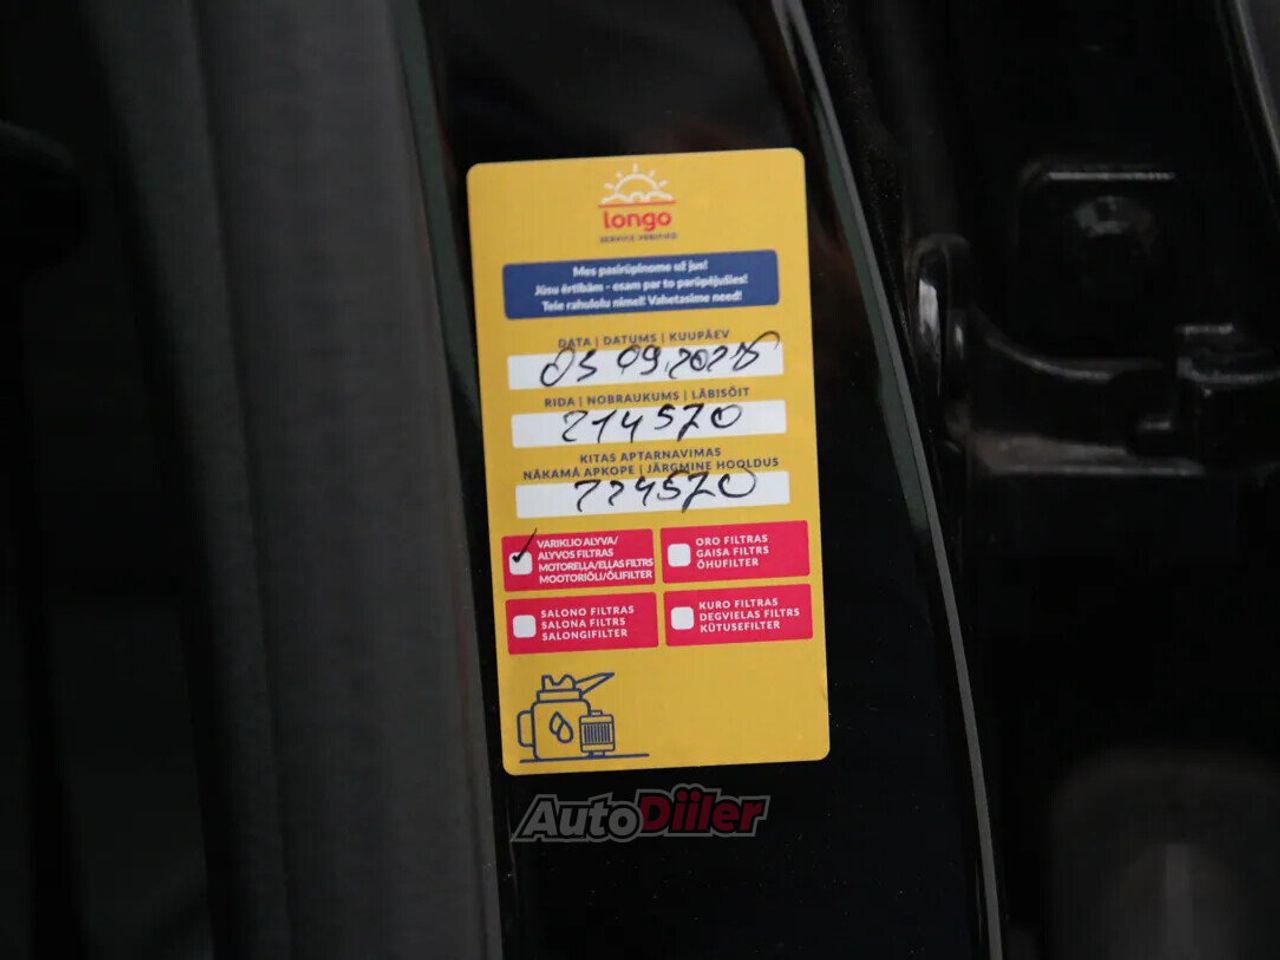 longo
SERVICE VERIFIED
Mes pasirūpinome už jus!
Jūsu ērtībām - esam par to parūpējušies!
Teie rahulolu nimel! Vahetasime need!
DATA | DATUMS | KUUPÄEV
03 09.2025
RIDA | NOBRAUKUMS | LÄBISÕIT
214570
KITAS APTARNAVIMAS
NĀKAMĀ APKOPE | JÄRGMINE HOOLDUS
224570
VARIKLIO ALYVA/
ALYVOS FILTRAS
MOTOREĻĻA/EĻĻAS FILTRS
MOOTORIÕLI/ÕLIFILTER
ORO FILTRAS
GAISA FILTRS
ÕHUFILTER
SALONO FILTRAS
SALONA FILTRS
SALONGIFILTER
KURO FILTRAS
DEGVIELAS FILTRS
KÜTUSEFILTER
AutoDiiler